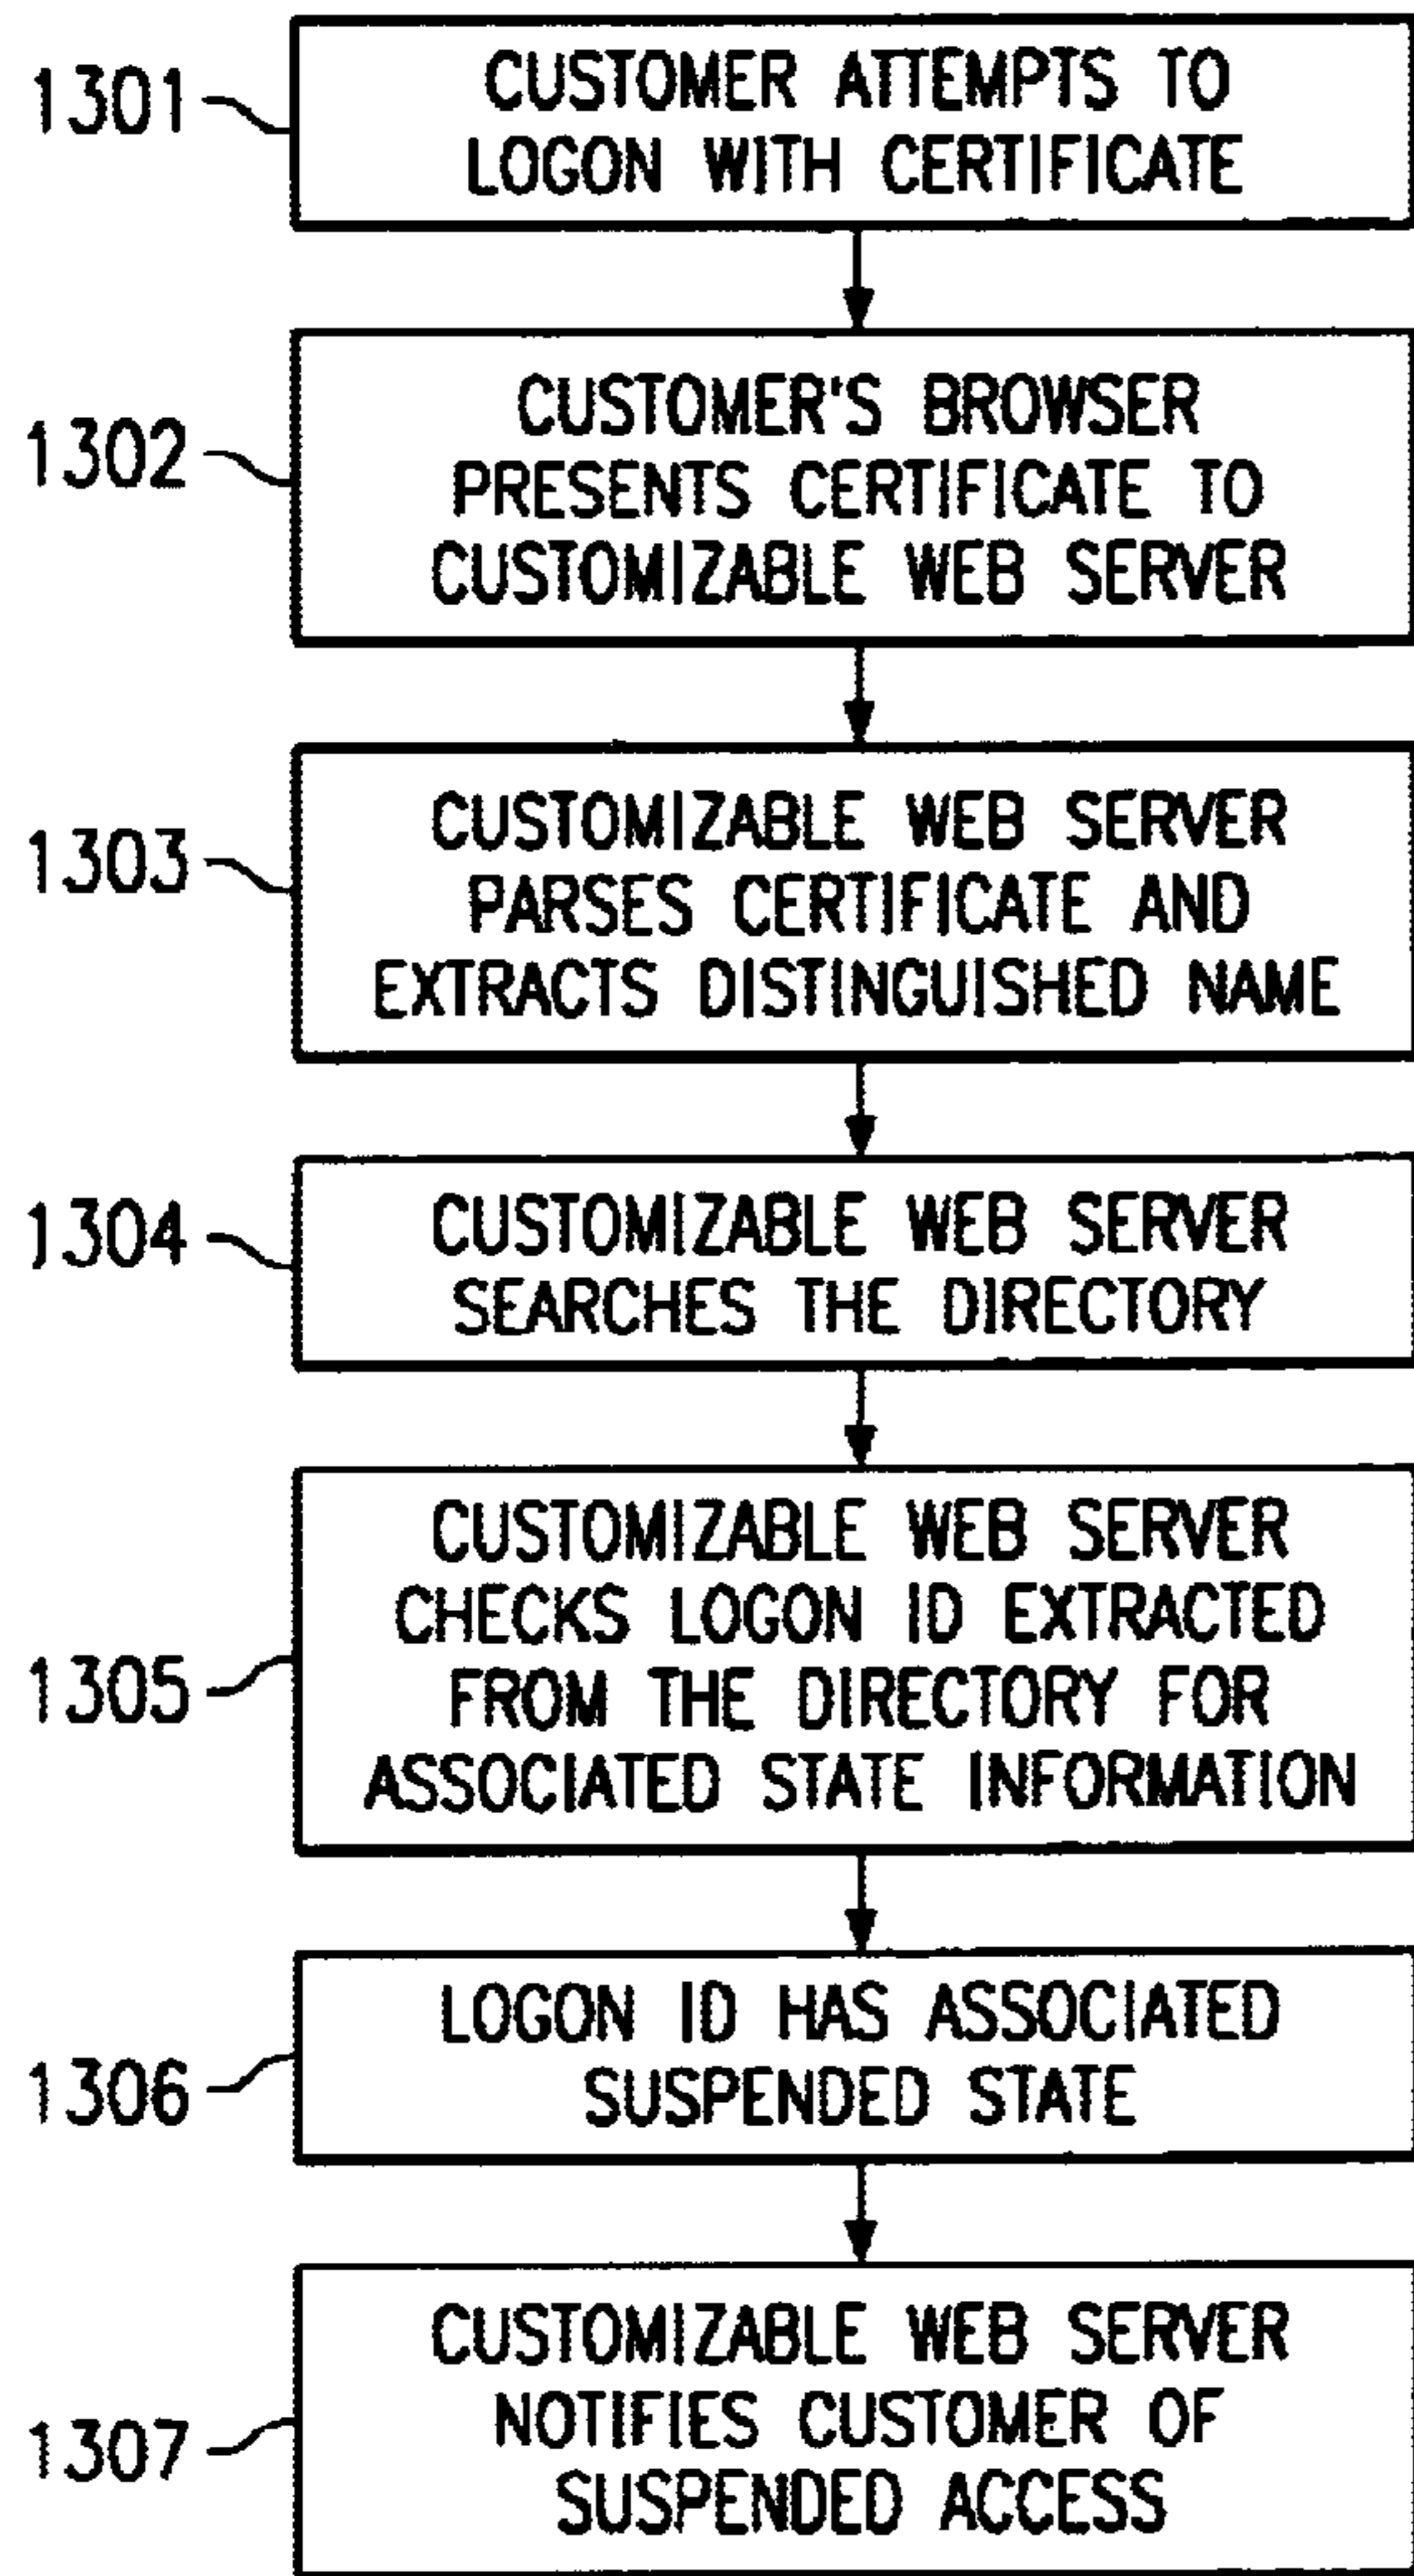 1301
CUSTOMER ATTEMPTS TO
LOGON WITH CERTIFICATE
1302
CUSTOMER'S BROWSER
PRESENTS CERTIFICATE TO
CUSTOMIZABLE WEB SERVER
1303
CUSTOMIZABLE WEB SERVER
PARSES CERTIFICATE AND
EXTRACTS DISTINGUISHED NAME
1304
CUSTOMIZABLE WEB SERVER
SEARCHES THE DIRECTORY
1305
CUSTOMIZABLE WEB SERVER
CHECKS LOGON ID EXTRACTED
FROM THE DIRECTORY FOR
ASSOCIATED STATE INFORMATION
1306
LOGON ID HAS ASSOCIATED
SUSPENDED STATE
1307
CUSTOMIZABLE WEB SERVER
NOTIFIES CUSTOMER OF
SUSPENDED ACCESS